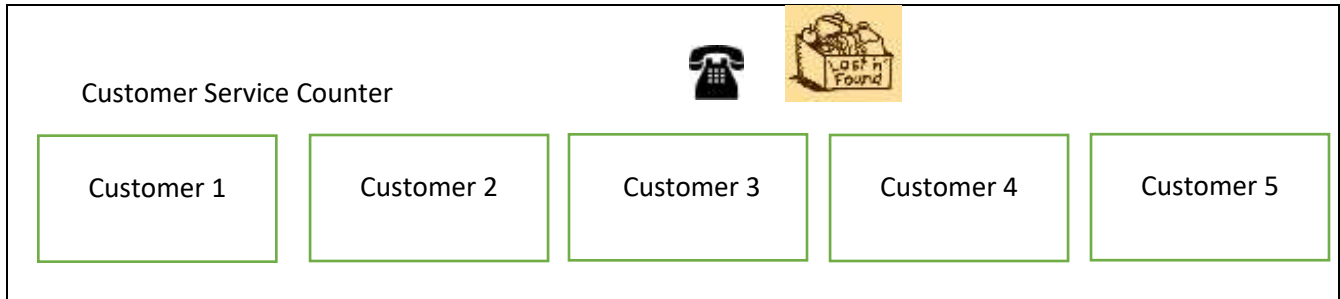 Lost n'
Found
Customer Service Counter
Customer 1
Customer 2
Customer 3
Customer 4
Customer 5